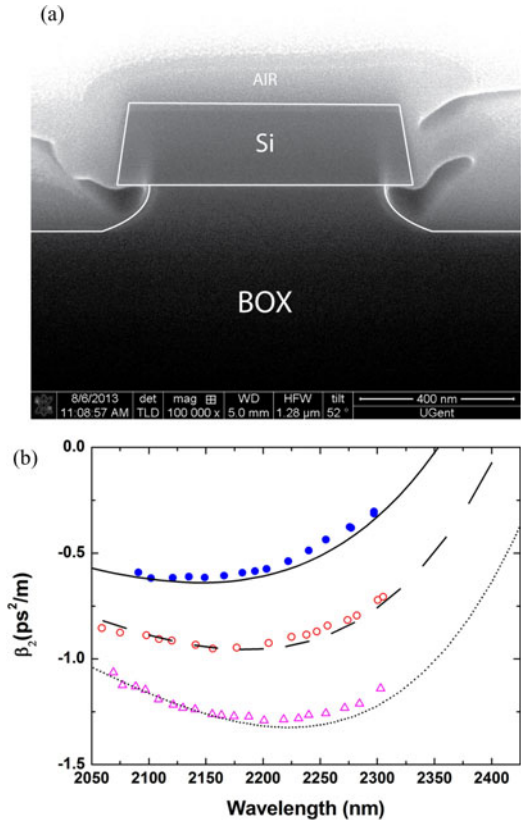 (a)
AIR
Si
BOX
8/6/2013 det mag ⊞ WD HFW tilt 400 nm
11:08:57 AM TLD 100 000 x 5.0 mm 1.28 µm 52° UGent
(b)
0.0
-0.5
-1.0
-1.5
β₂(ps²/m)
2050 2100 2150 2200 2250 2300 2350 2400
Wavelength (nm)